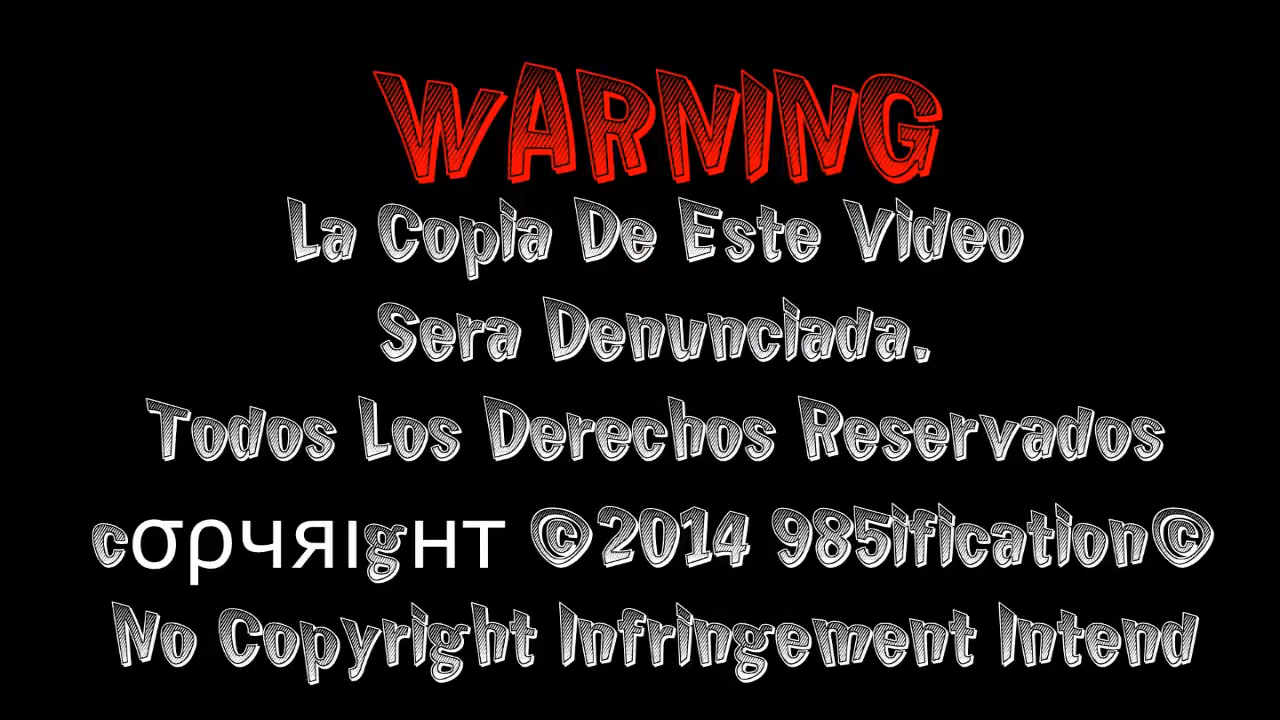 WARNING
La Copia De Este Video
Sera Denunciada.
Todos Los Derechos Reservados
cσρчяιgнт ©2014 985ification©
No Copyright Infringement Intend